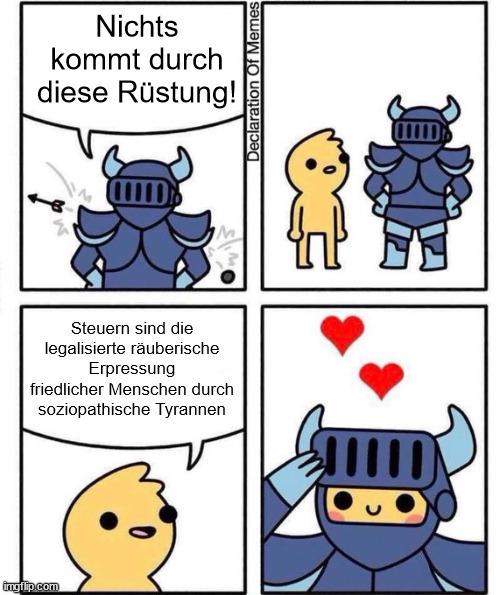 Nichts
kommt durch
diese Rüstung!
Declaration Of Memes
Steuern sind die
legalisierte räuberische
Erpressung
friedlicher Menschen durch
soziopathische Tyrannen
imgflip.com